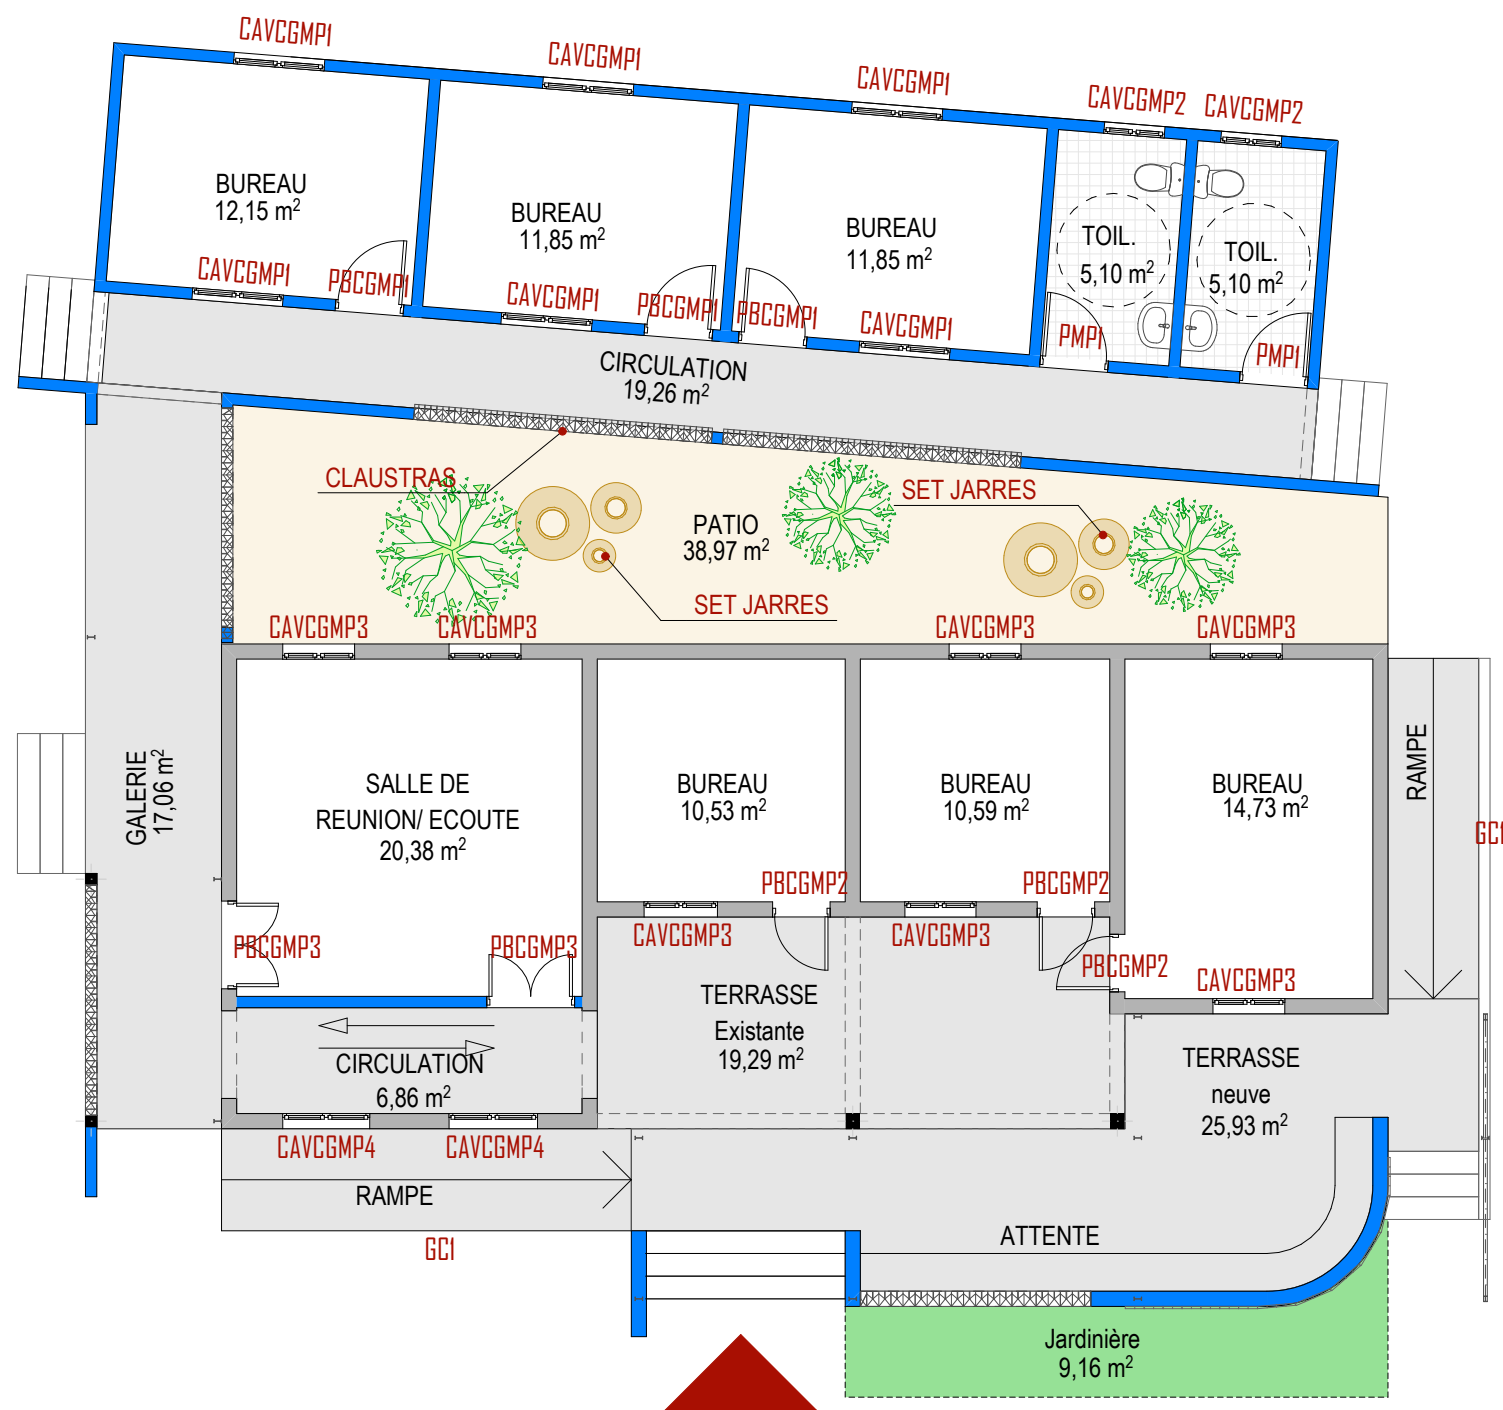 CAVCGMP1
CAVCGMP1
CAVCGMP1
CAVCGMP2
CAVCGMP2
BUREAU
12,15 m²
BUREAU
11,85 m²
BUREAU
11,85 m²
TOIL.
5,10 m²
TOIL.
5,10 m²
CAVCGMP1
PBCGMP1
CAVCGMP1
PBCGMP1
PBCGMP1
CAVCGMP1
PMP1
PMP1
CIRCULATION
19,26 m²
CLAUSTRAS
SET JARRES
PATIO
38,97 m²
SET JARRES
CAVCGMP3
CAVCGMP3
CAVCGMP3
CAVCGMP3
GALERIE
17,06 m²
SALLE DE
REUNION/ ECOUTE
20,38 m²
BUREAU
10,53 m²
BUREAU
10,59 m²
BUREAU
14,73 m²
RAMPE
GC1
PBCGMP2
PBCGMP2
CAVCGMP3
CAVCGMP3
PBCGMP3
PBCGMP3
PBCGMP2
CAVCGMP3
TERRASSE
Existante
19,29 m²
CIRCULATION
6,86 m²
TERRASSE
neuve
25,93 m²
CAVCGMP4
CAVCGMP4
RAMPE
GC1
ATTENTE
Jardinière
9,16 m²